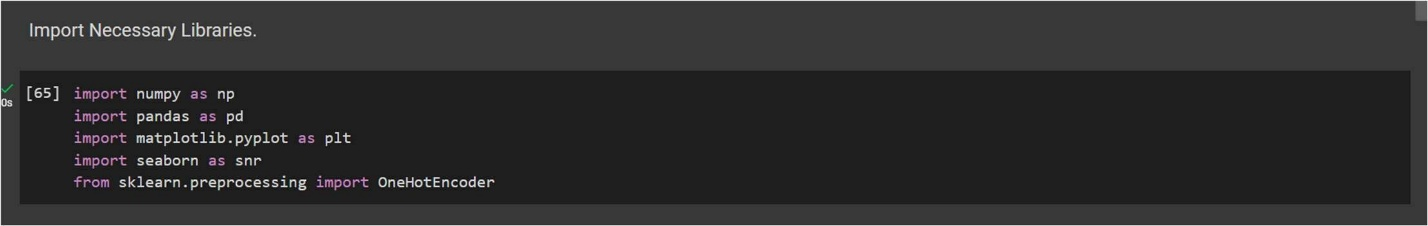 Import Necessary Libraries.
[65] import numpy as np
import pandas as pd
import matplotlib.pyplot as plt
import seaborn as snr
from sklearn.preprocessing import OneHotEncoder
0s